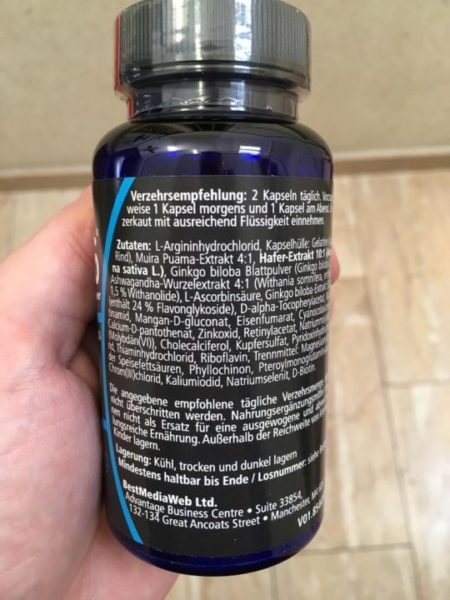 Verzehrsempfehlung: 2 Kapseln täglich.
weise 1 Kapsel morgens und 1 Kapsel am Abend
zerkaut mit ausreichend Flüssigkeit einnehmen.
Zutaten: L-Argininhydrochlorid, Kapselhülle: Gelatine
Rind), Muira Puama-Extrakt 4:1, Hafer-Extrakt 10:1
na sativa L.), Ginkgo biloba Blattpulver (Ginkgo
Ashwagandha-Wurzelextrakt 4:1 (Withania somnifera
1,5 % Withanolide), L-Ascorbinsäure, Ginkgo biloba-
(enthält 24 % Flavonglykoside), D-alpha-Tocopherylacetat,
tinamid, Mangan-D-gluconat, Eisenfumarat,
Calcium-D-pantothenat, Zinkoxid, Retinylacetat,
(Molybdän(VI)), Cholecalciferol, Kupfersulfat,
rid, Thiaminhydrochlorid, Riboflavin, Trennmittel:
der Speisefettsäuren, Phyllochinon,
Chrom(III)chlorid, Kaliumiodid, Natriumselenit, D-Biotin.
Die angegebene empfohlene tägliche Verzehrsmenge
nicht überschritten werden.
nen nicht als Ersatz für eine ausgewogene und
lungsreiche Ernährung. Außerhalb der Reichweite von
Kinder lagern.
Lagerung: Kühl, trocken und dunkel lagern
Mindestens haltbar bis Ende / Losnummer: siehe
BestMediaWeb Ltd.
Advantage Business Centre • Suite 33854,
132-134 Great Ancoats Street • Manchester,